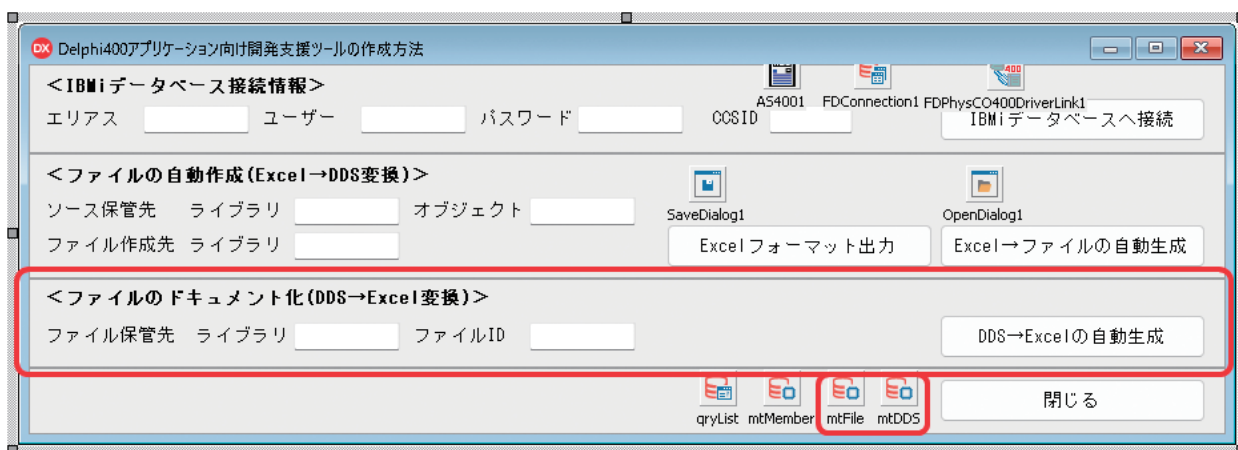 DX Delphi400アプリケーション向け開発支援ツールの作成方法
<IBMiデータベース接続情報>
400
AS4001 FDConnection1 FDPhysCO400DriverLink1
エリアス ユーザー パスワード CCSID IBMiデータベースへ接続
<ファイルの自動作成(Excel→DDS変換)>
ソース保管先 ライブラリ オブジェクト SaveDialog1 OpenDialog1
ファイル作成先 ライブラリ Excelフォーマット出力 Excel→ファイルの自動生成
<ファイルのドキュメント化(DDS→Excel変換)>
ファイル保管先 ライブラリ ファイルID DDS→Excelの自動生成
qryList mtMember mtFile mtDDS 閉じる